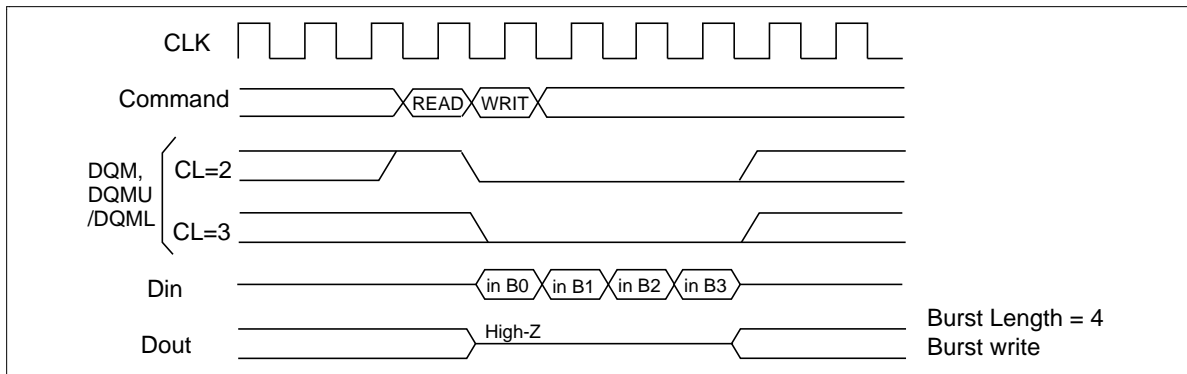 CLK
Command
READ WRIT
DQM,
DQMU
/DQML
CL=2
CL=3
Din
in B0 in B1 in B2 in B3
Dout
High-Z
Burst Length = 4
Burst write